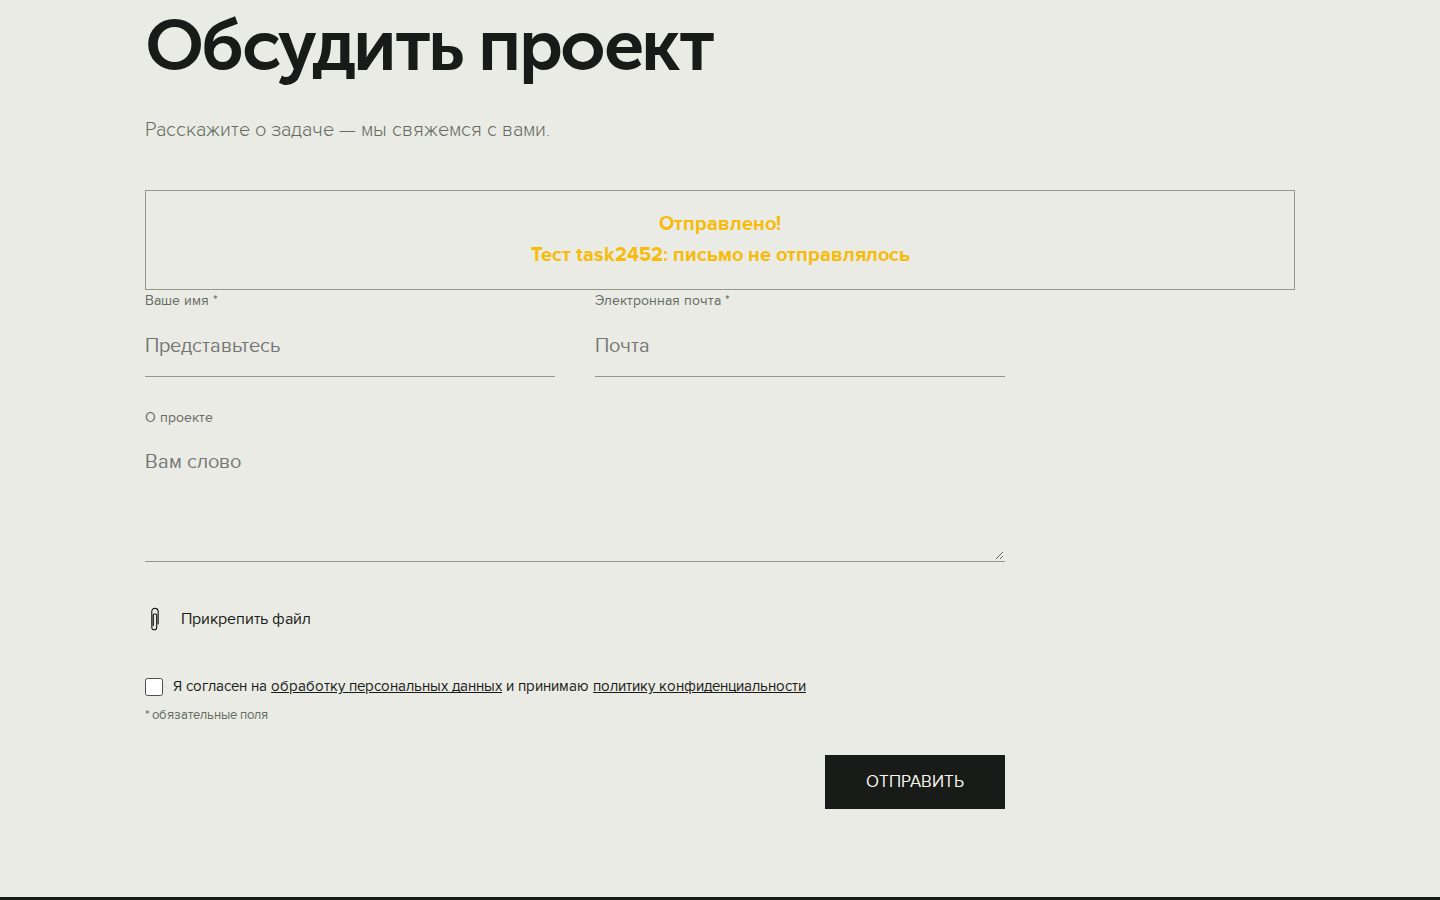 Обсудить проект
Расскажите о задаче — мы свяжемся с вами.
Отправлено!
Тест task2452: письмо не отправлялось
Ваше имя * Электронная почта *
Представьтесь Почта
О проекте
Вам слово
Прикрепить файл
Я согласен на обработку персональных данных и принимаю политику конфиденциальности
* обязательные поля
ОТПРАВИТЬ